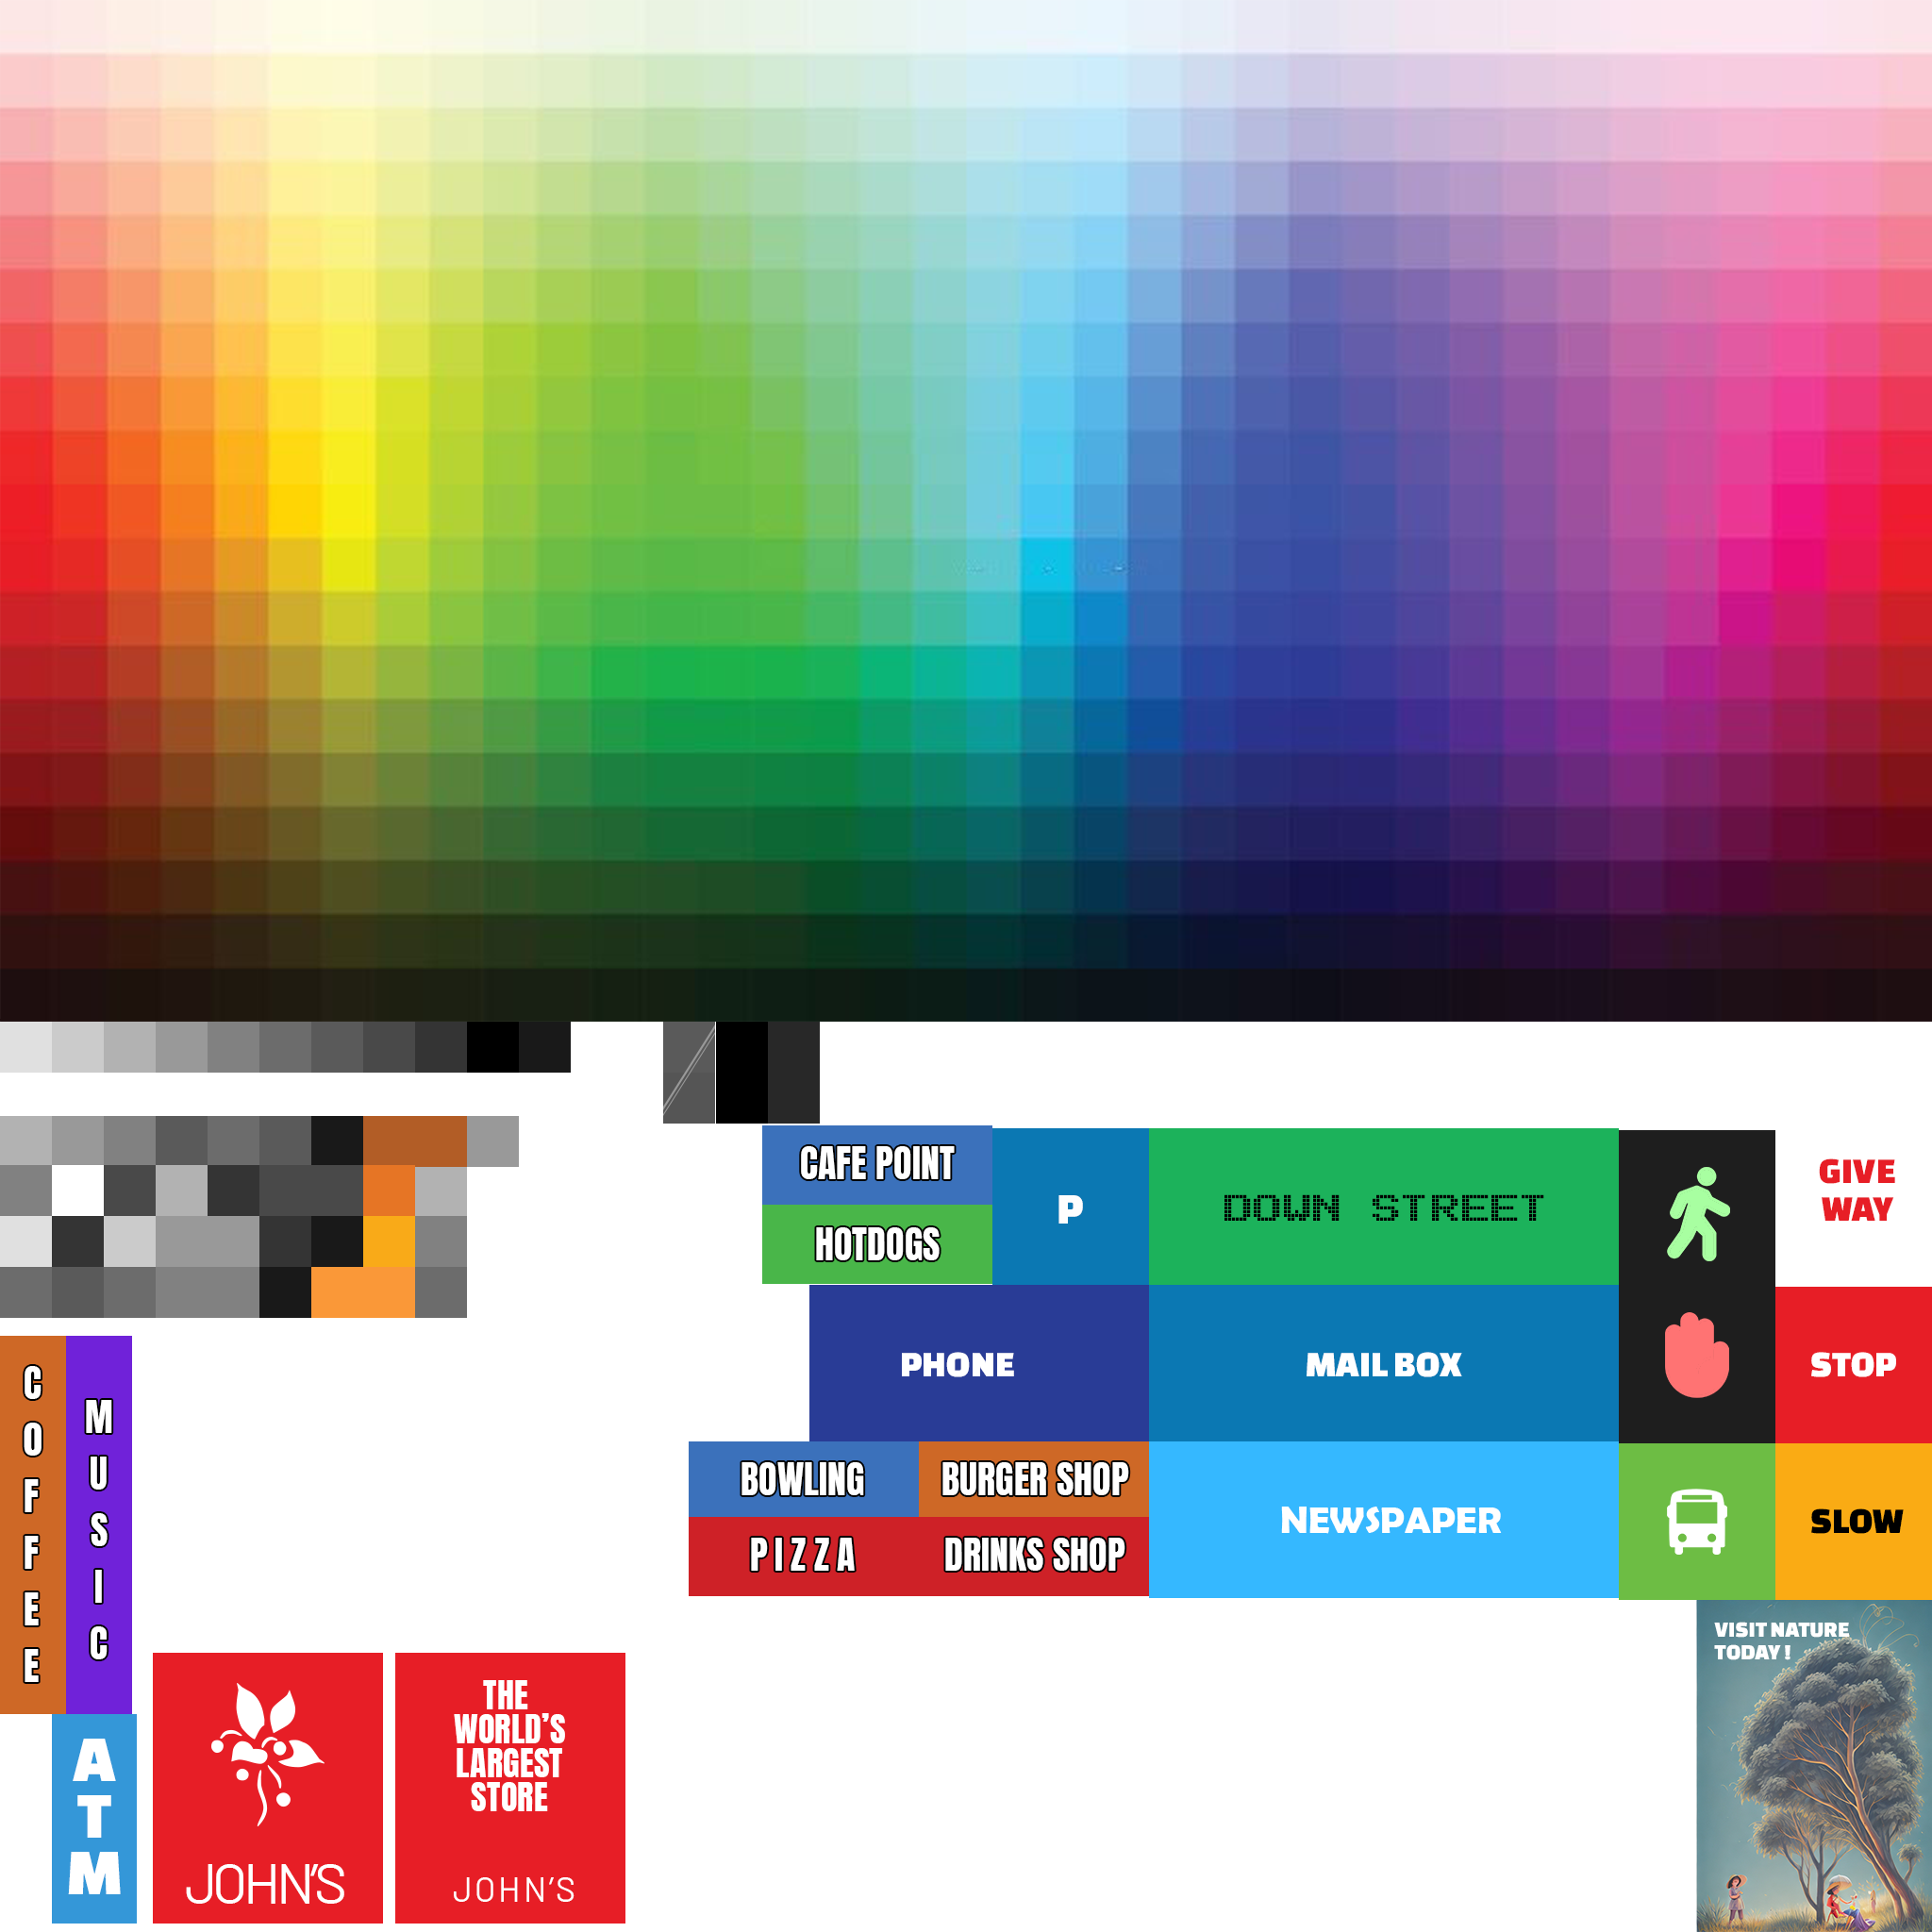 CAFE POINT
HOTDOGS
P
DOWN STREET
GIVE
WAY
PHONE
MAIL BOX
STOP
BOWLING
BURGER SHOP
PIZZA
DRINKS SHOP
NEWSPAPER
SLOW
COFFEE
MUSIC
ATM
JOHN'S
THE
WORLD'S
LARGEST
STORE
JOHN'S
VISIT NATURE
TODAY !